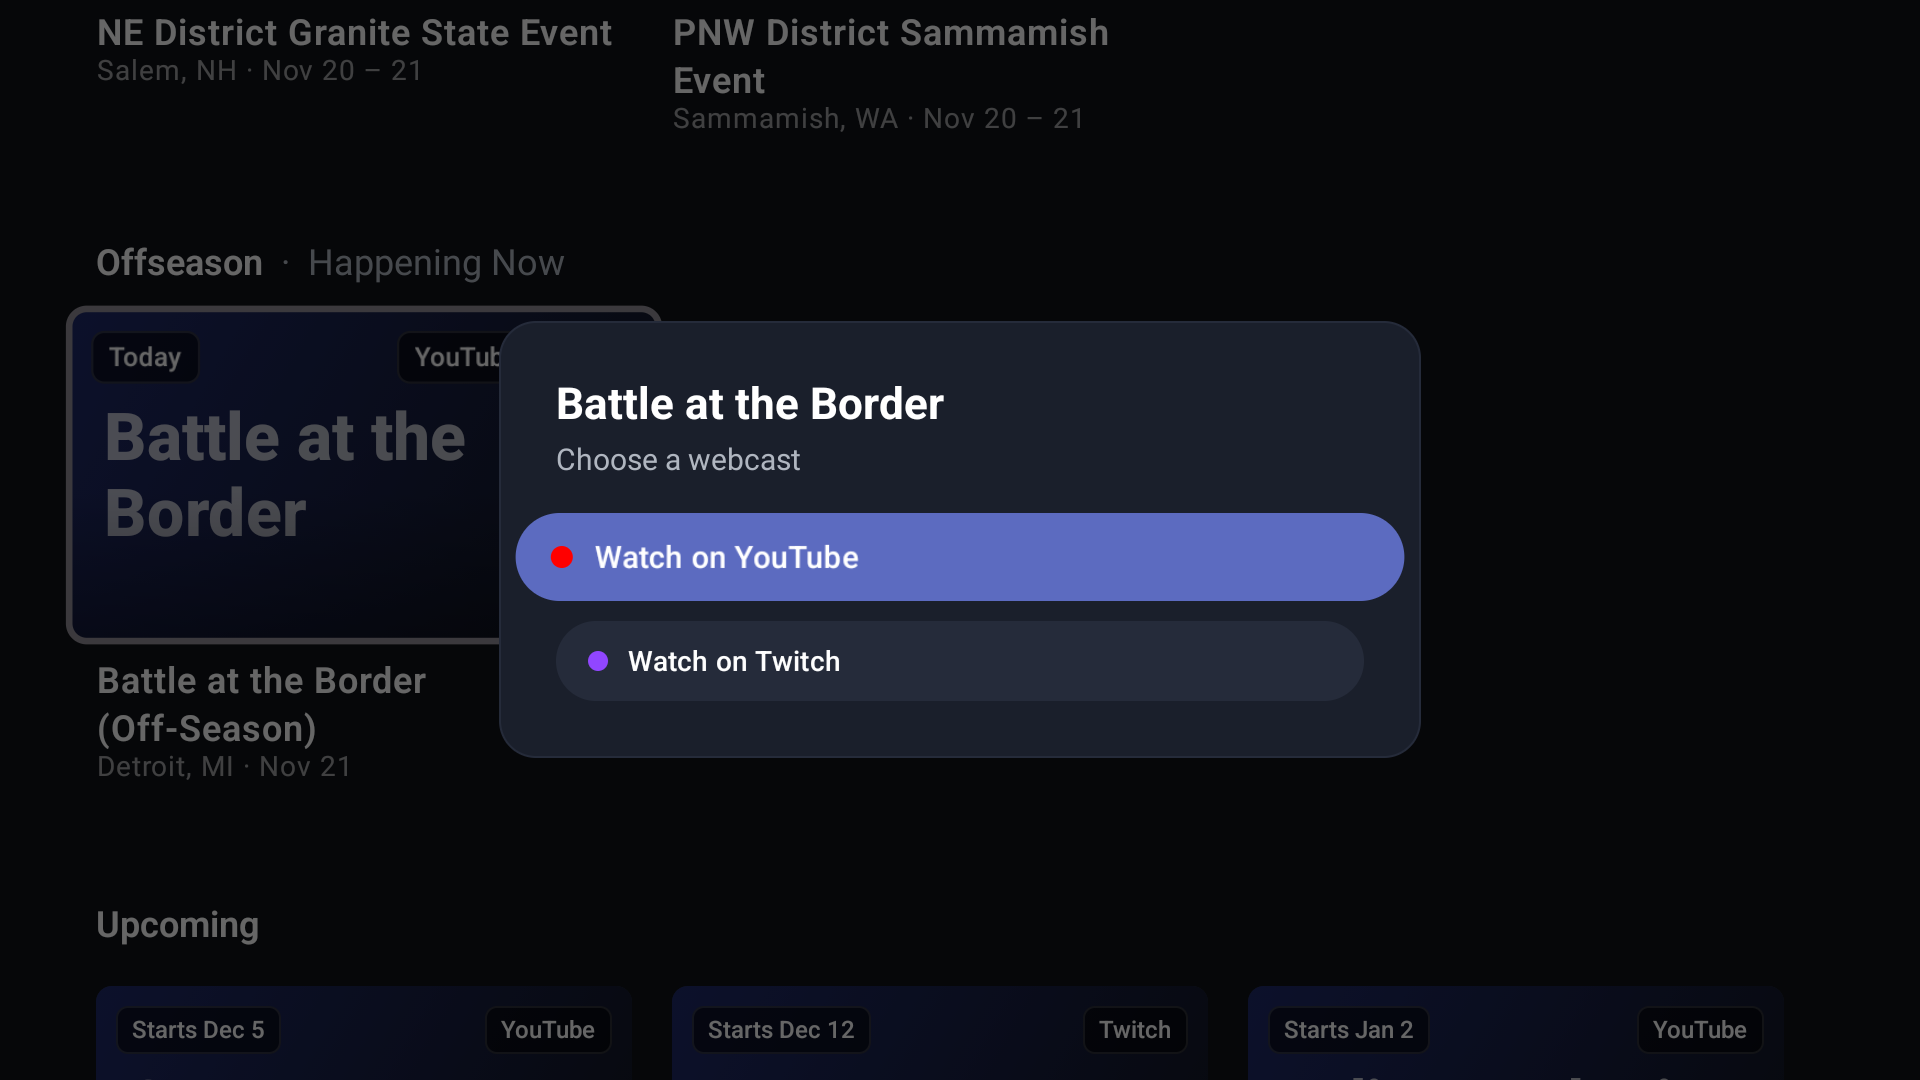 NE District Granite State Event
Salem, NH · Nov 20 – 21
PNW District Sammamish
Event
Sammamish, WA · Nov 20 – 21
Offseason · Happening Now
Today
Battle at the
Border
Battle at the Border
(Off-Season)
Detroit, MI · Nov 21
Battle at the Border
Choose a webcast
Watch on YouTube
Watch on Twitch
Upcoming
Starts Dec 5
YouTube
Starts Dec 12
Twitch
Starts Jan 2
YouTube